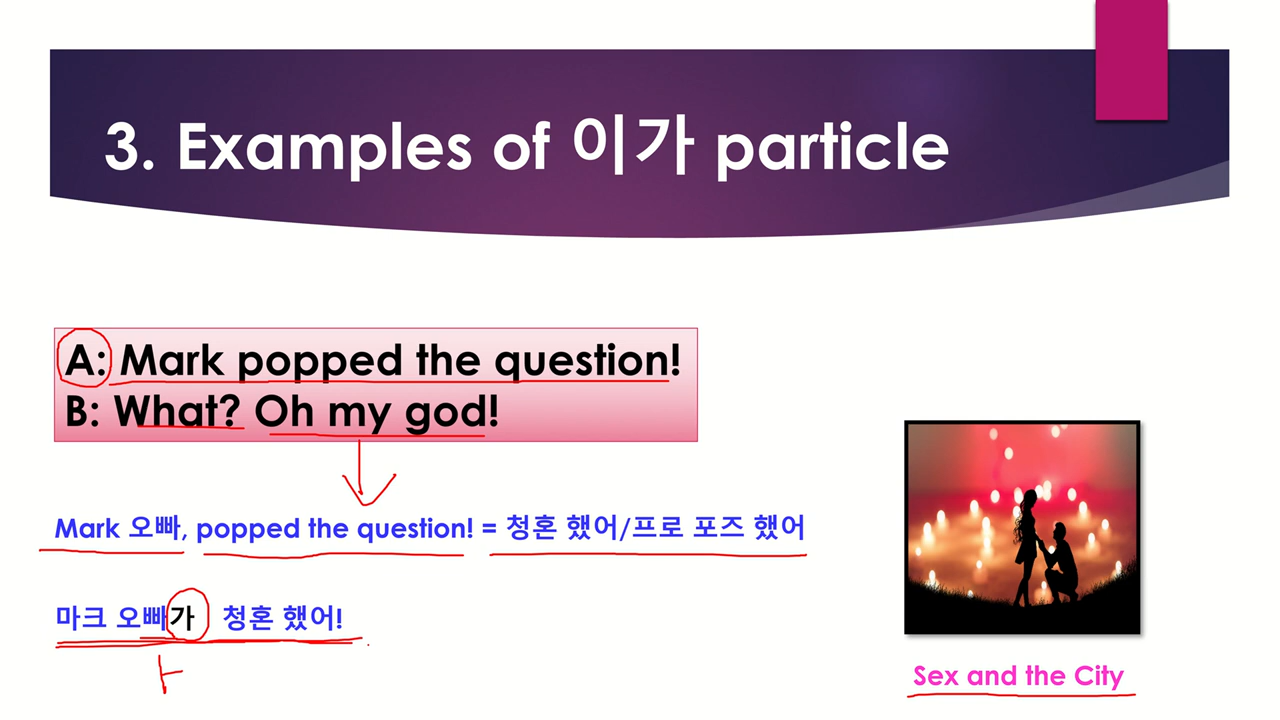 3. Examples of 이가 particle
A: Mark popped the question!
B: What? Oh my god!
Mark 오빠, popped the question! = 청혼 했어/프로 포즈 했어
마크 오빠가 청혼 했어!
ㅏ
Sex and the City